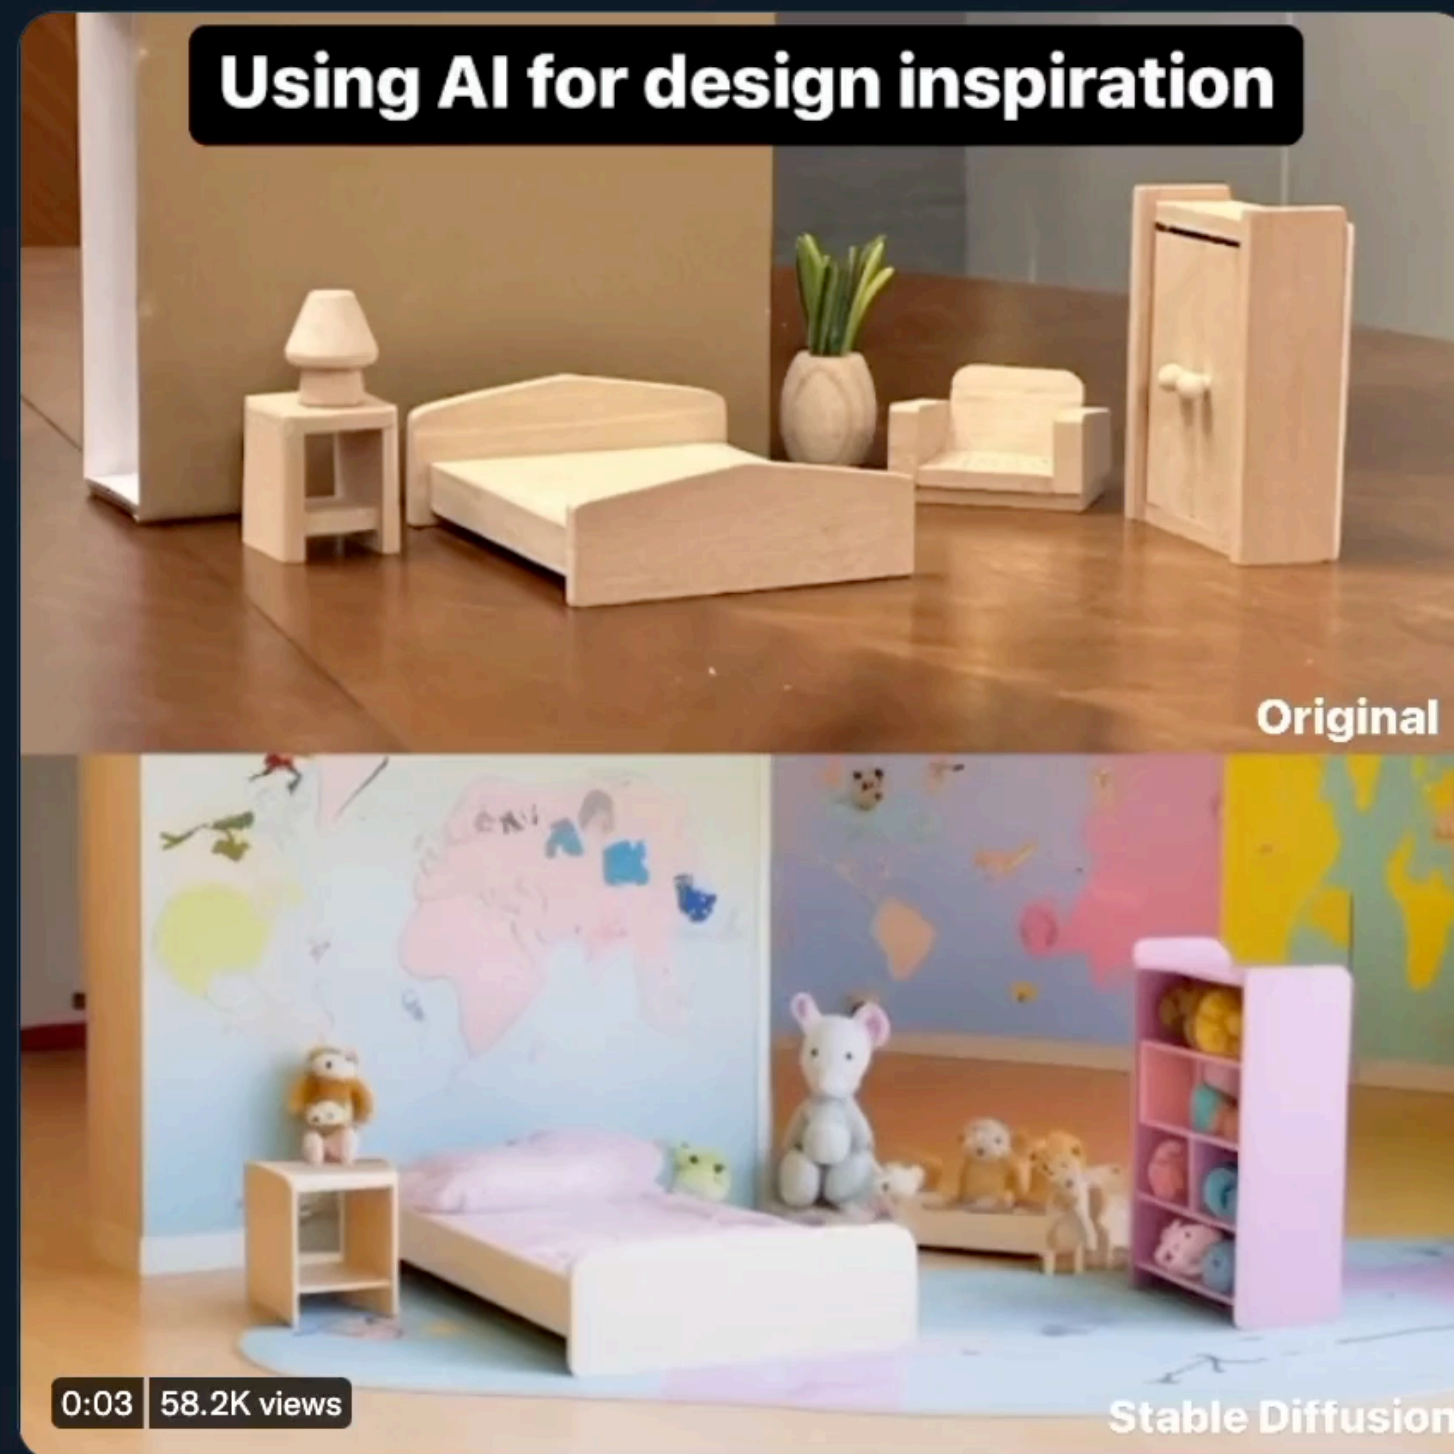 Using AI for design inspiration
Original
0:03
58.2K views
Stable Diffusion